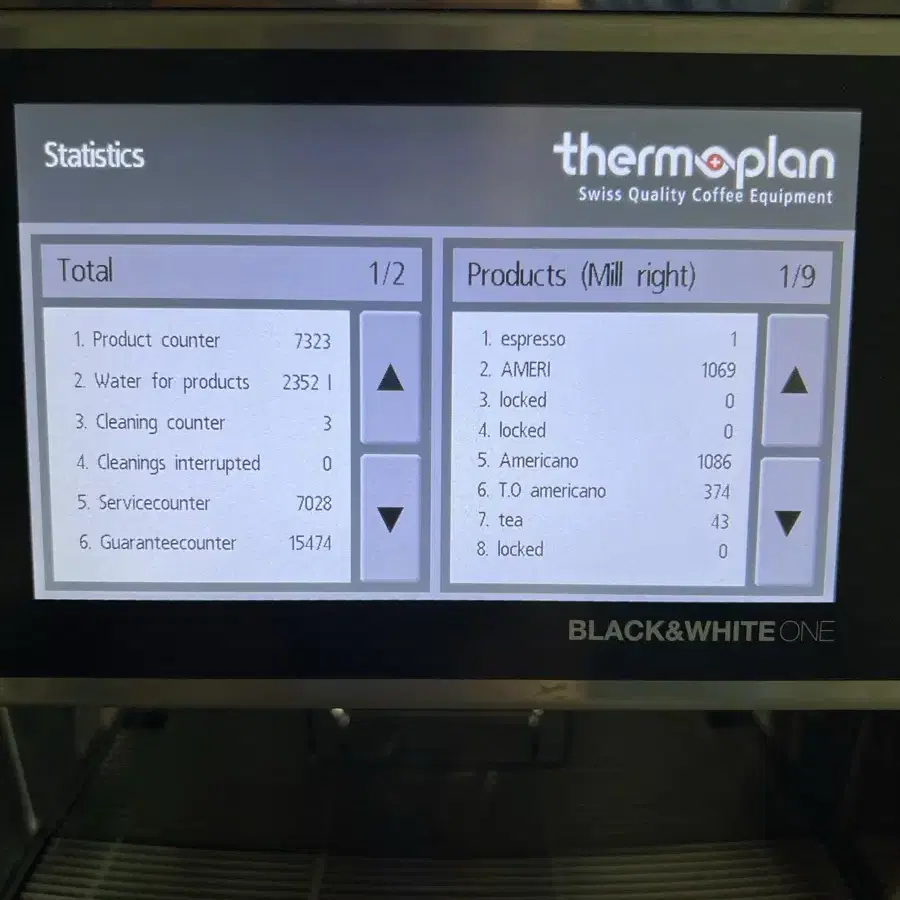 Statistics
thermoplan
Swiss Quality Coffee Equipment
Total 1/2
1. Product counter 7323
2. Water for products 2352 l
3. Cleaning counter 3
4. Cleanings interrupted 0
5. Servicecounter 7028
6. Guaranteecounter 15474
Products (Mill right) 1/9
1. espresso 1
2. AMERI 1069
3. locked 0
4. locked 0
5. Americano 1086
6. T.O americano 374
7. tea 43
8. locked 0
BLACK&WHITE ONE